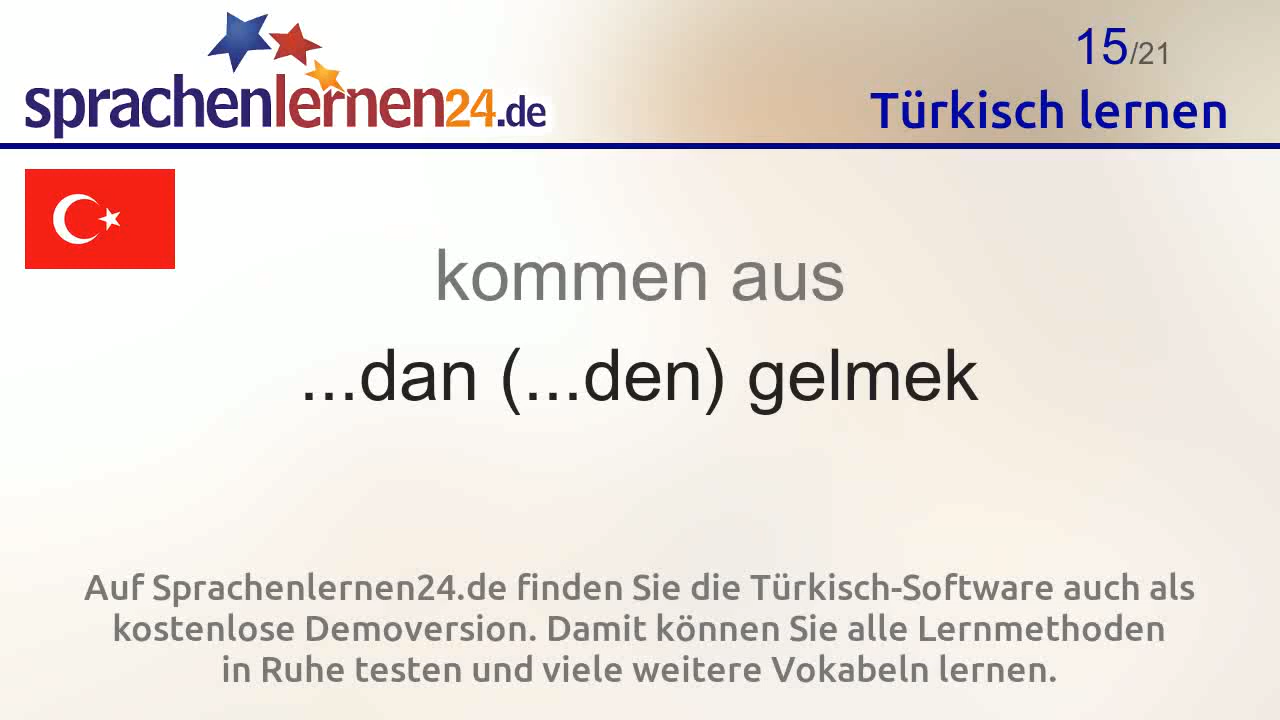 sprachenlernen24.de
15/21
Türkisch lernen
kommen aus
...dan (...den) gelmek
Auf Sprachenlernen24.de finden Sie die Türkisch-Software auch als
kostenlose Demoversion. Damit können Sie alle Lernmethoden
in Ruhe testen und viele weitere Vokabeln lernen.